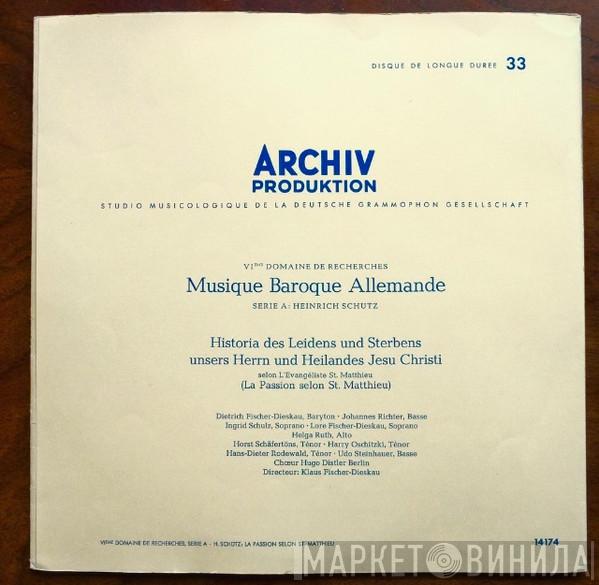 DISQUE DE LONGUE DUREE 33
ARCHIV
PRODUKTION
STUDIO MUSICOLOGIQUE DE LA DEUTSCHE GRAMMOPHON GESELLSCHAFT
VIÈME DOMAINE DE RECHERCHES
Musique Baroque Allemande
SERIE A: HEINRICH SCHUTZ
Historia des Leidens und Sterbens
unsers Herrn und Heilandes Jesu Christi
selon L'Evangéliste St. Matthieu
(La Passion selon St. Matthieu)
Dietrich Fischer-Dieskau, Baryton · Johannes Richter, Basse
Ingrid Schulz, Soprano · Lore Fischer-Dieskau, Soprano
Helga Ruth, Alto
Horst Schäfertöns, Ténor · Harry Oschitzki, Ténor
Hans-Dieter Rodewald, Ténor · Udo Steinhauer, Basse
Chœur Hugo Distler Berlin
Directeur: Klaus Fischer-Dieskau
VIÈME DOMAINE DE RECHERCHES, SERIE A - H. SCHÜTZ: LA PASSION SELON ST. MATTHIEU
14174
МАРКЕТ ВИНИЛА